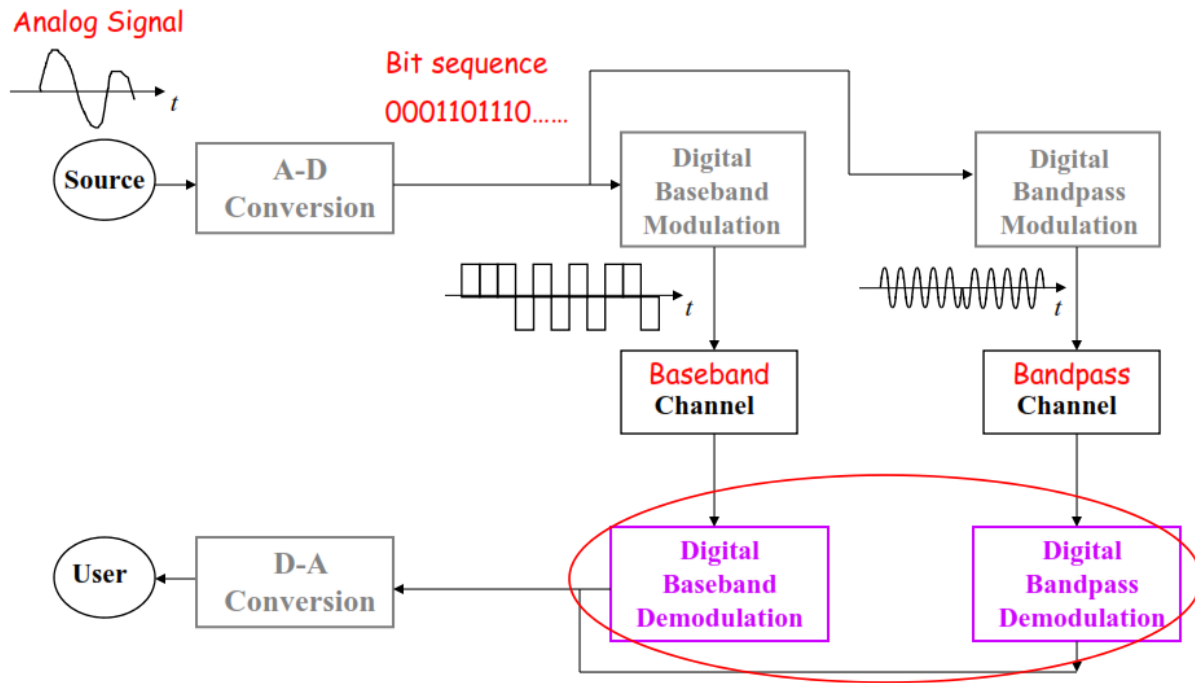 Analog Signal
t
Bit sequence
0001101110......
Source
A-D
Conversion
Digital
Baseband
Modulation
Digital
Bandpass
Modulation
t
t
Baseband
Channel
Bandpass
Channel
User
D-A
Conversion
Digital
Baseband
Demodulation
Digital
Bandpass
Demodulation